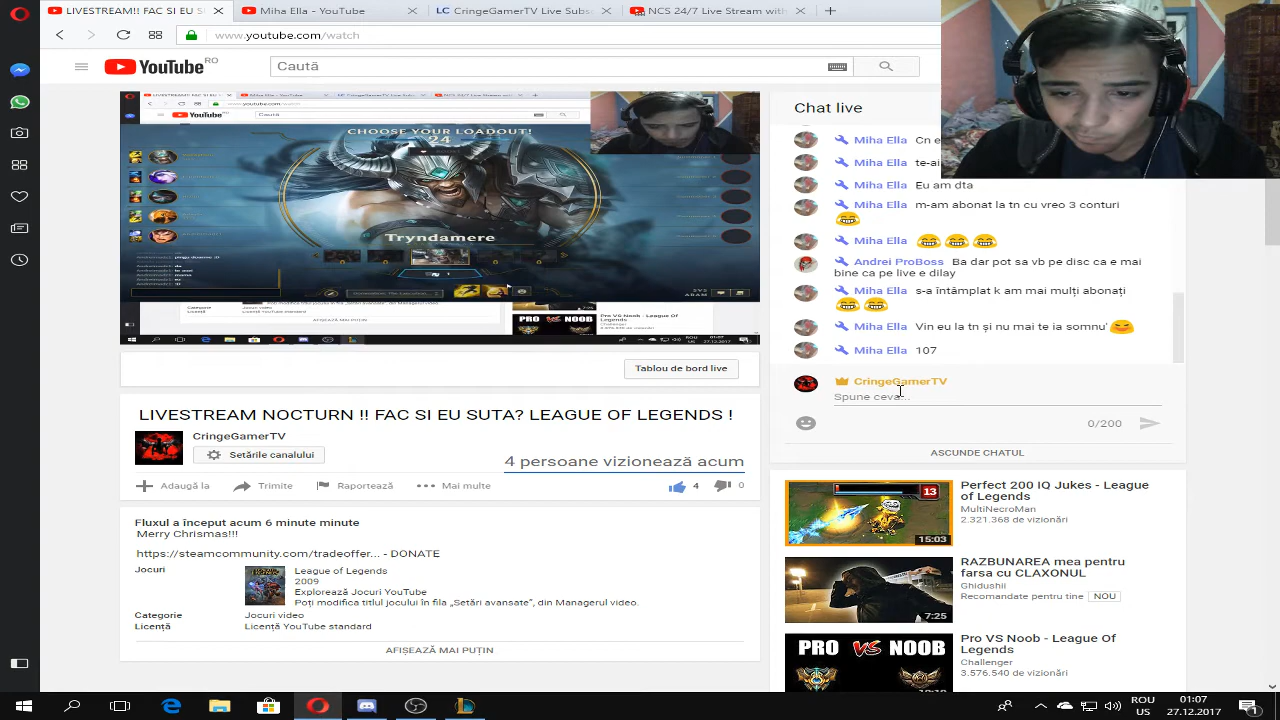 LIVESTREAM!! FAC SI EU S
Miha Ella - YouTube
CringeGamerTV Live Subs
NCS 24/7 Live Stream with
www.youtube.com/watch
YouTube RO
Caută
CHOOSE YOUR LOADOUT!
24
Tryndamere
Chat live
Miha Ella Cn e
Miha Ella te-ai
Miha Ella Eu am dta
Miha Ella m-am abonat la tn cu vreo 3 conturi
Miha Ella
Andrei ProBoss Ba dar pot sa vb pe disc ca e mai
bine ca pe live e dilay
Miha Ella s-a întâmplat k am mai mulți abonați
Miha Ella Vin eu la tn și nu mai te ia somnu'
Miha Ella 107
CringeGamerTV
Spune ceva...
0/200
ASCUNDE CHATUL
Tablou de bord live
LIVESTREAM NOCTURN !! FAC SI EU SUTA? LEAGUE OF LEGENDS !
CringeGamerTV
Setările canalului
4 persoane vizionează acum
Adaugă la
Trimite
Raportează
Mai multe
4
0
Fluxul a început acum 6 minute minute
Merry Chrismas!!!
https://steamcommunity.com/tradeoffer... - DONATE
Jocuri
League of Legends
2009
Explorează Jocuri YouTube
Poți modifica titlul jocului în fila „Setări avansate”, din Managerul video.
Categorie
Jocuri video
Licență
Licență YouTube standard
AFIȘEAZĂ MAI PUȚIN
13
15:03
Perfect 200 IQ Jukes - League
of Legends
MultiNecroMan
2.321.368 de vizionări
7:25
RAZBUNAREA mea pentru
farsa cu CLAXONUL
Ghidushii
Recomandate pentru tine NOU
PRO VS NOOB
Pro VS Noob - League Of
Legends
Challenger
3.576.540 de vizionări
ROU
US
01:07
27.12.2017
1